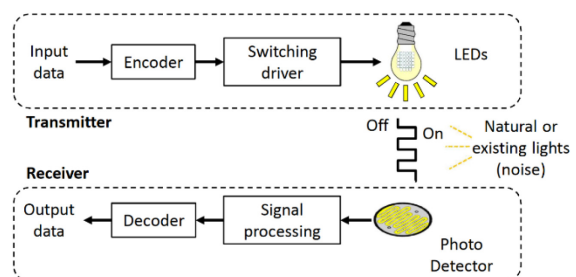 Input
data
Encoder
Switching
driver
LEDs
Transmitter
Off
On
Natural or
existing lights
(noise)
Receiver
Output
data
Decoder
Signal
processing
Photo
Detector